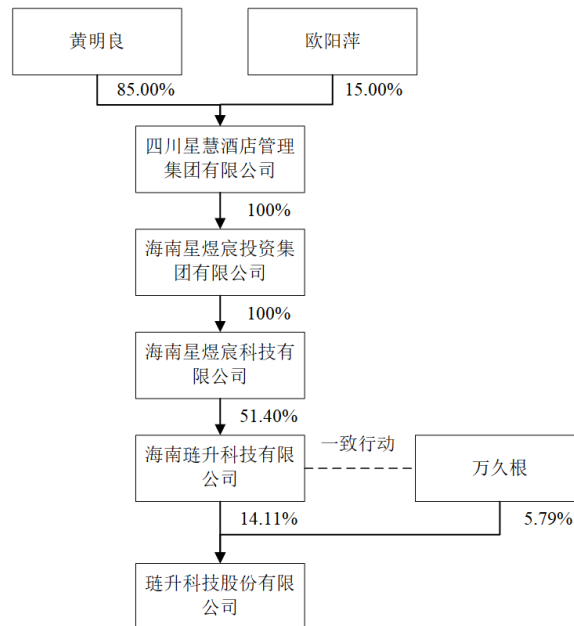 黄明良
欧阳萍
85.00%
15.00%
四川星慧酒店管理
集团有限公司
100%
海南星煜宸投资集
团有限公司
100%
海南星煜宸科技有
限公司
51.40%
海南琏升科技有限
公司
一致行动
万久根
14.11%
5.79%
琏升科技股份有限
公司